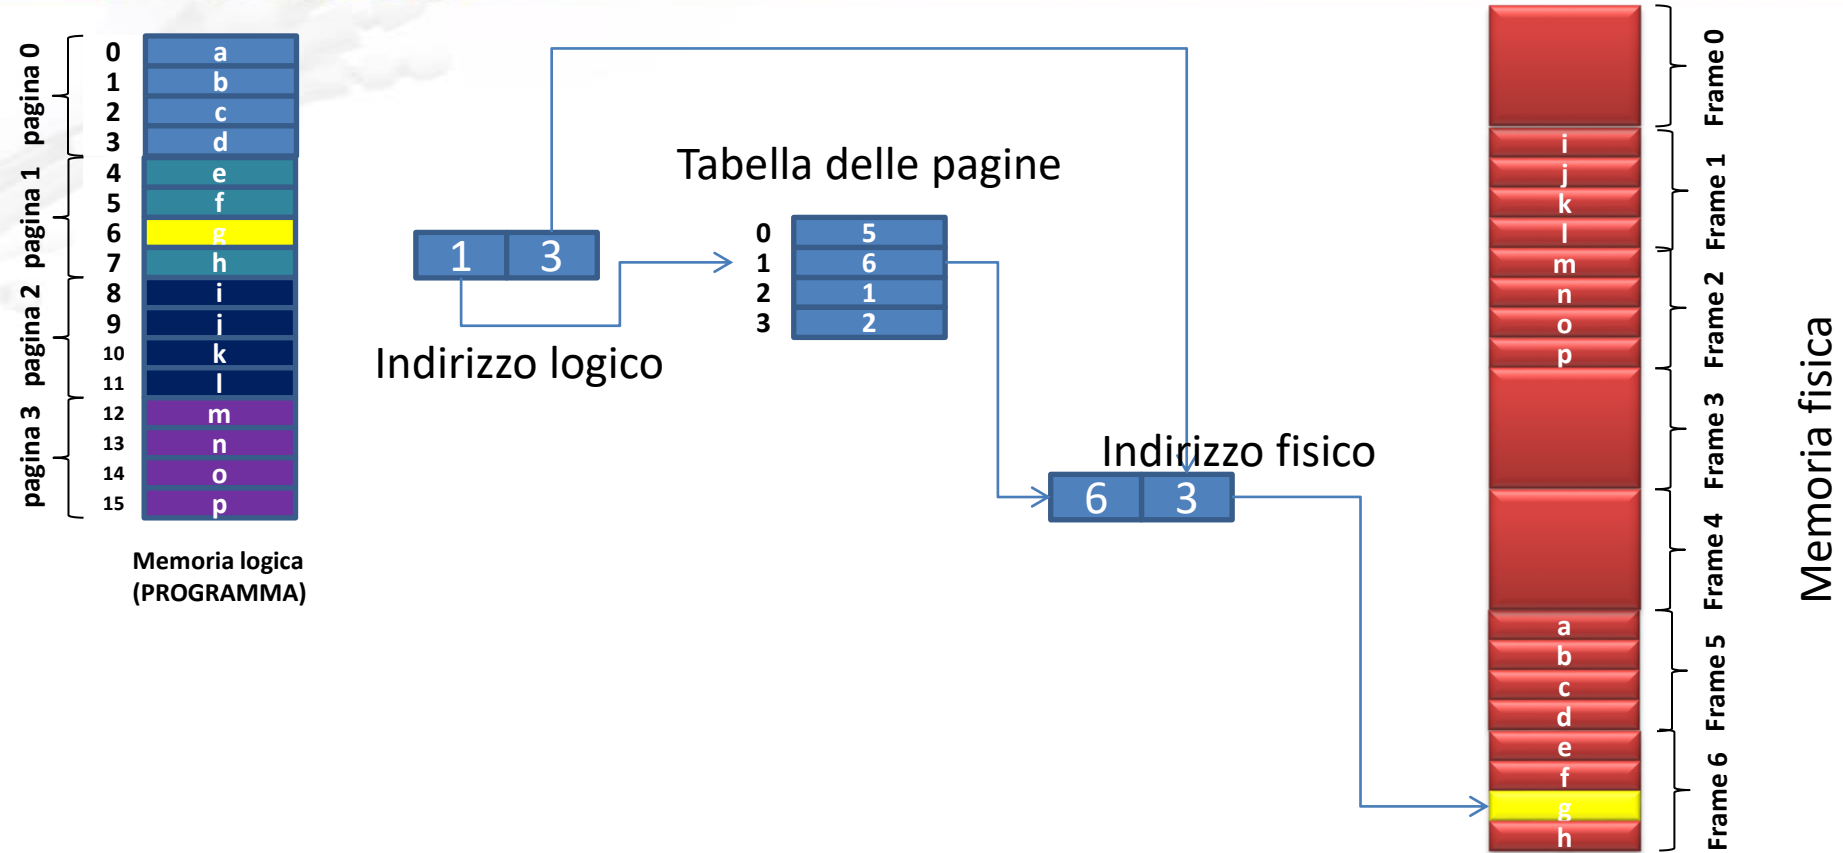 pagina 0
pagina 1
pagina 2
pagina 3
0 a
1 b
2 c
3 d
4 e
5 f
6 g
7 h
8 i
9 j
10 k
11 l
12 m
13 n
14 o
15 p
Memoria logica
(PROGRAMMA)
1 3
Indirizzo logico
Tabella delle pagine
0 5
1 6
2 1
3 2
Indirizzo fisico
6 3
i
j
k
l
m
n
o
p
a
b
c
d
e
f
g
h
Frame 0
Frame 1
Frame 2
Frame 3
Frame 4
Frame 5
Frame 6
Memoria fisica